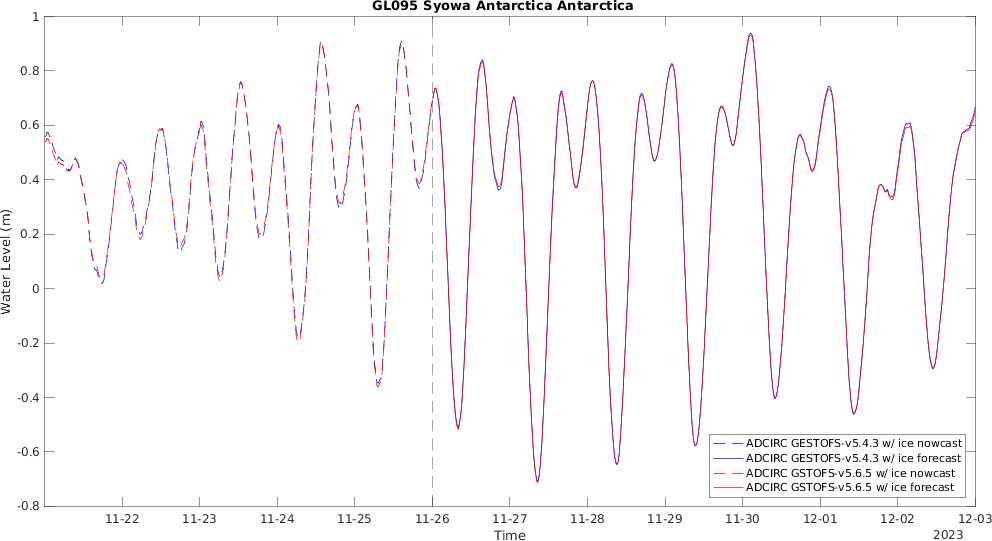 GL095 Syowa Antarctica Antarctica
1
0.8
0.6
0.4
0.2
0
-0.2
-0.4
-0.6
-0.8
Water Level (m)
ADCIRC GESTOFS-v5.4.3 w/ ice nowcast
ADCIRC GESTOFS-v5.4.3 w/ ice forecast
ADCIRC GSTOFS-v5.6.5 w/ ice nowcast
ADCIRC GSTOFS-v5.6.5 w/ ice forecast
11-22 11-23 11-24 11-25 11-26 11-27 11-28 11-29 11-30 12-01 12-02 12-03
Time
2023